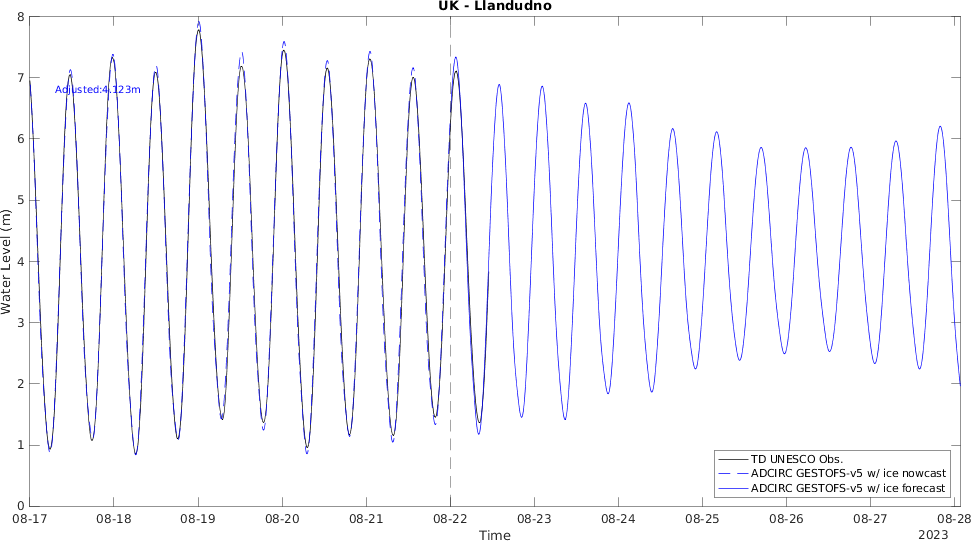 UK - Llandudno
8
7
6
5
4
3
2
1
0
Water Level (m)
Adjusted:4.123m
TD UNESCO Obs.
ADCIRC GESTOFS-v5 w/ ice nowcast
ADCIRC GESTOFS-v5 w/ ice forecast
08-17 08-18 08-19 08-20 08-21 08-22 08-23 08-24 08-25 08-26 08-27 08-28
Time
2023